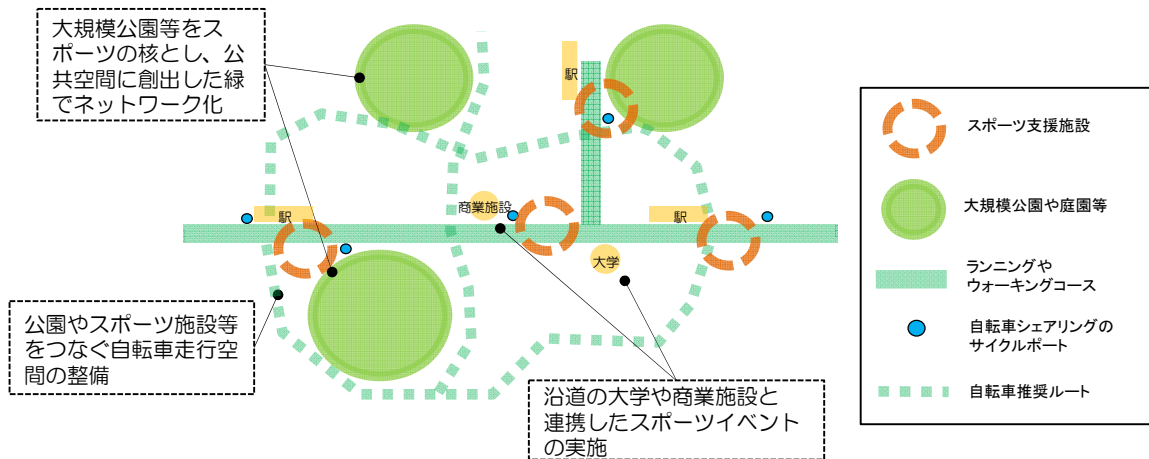 大規模公園等をス
ポーツの核とし、公
共空間に創出した緑
でネットワーク化
駅
駅
商業施設
駅
大学
公園やスポーツ施設等
をつなぐ自転車走行空
間の整備
沿道の大学や商業施設と
連携したスポーツイベント
の実施
スポーツ支援施設
大規模公園や庭園等
ランニングや
ウォーキングコース
自転車シェアリングの
サイクルポート
自転車推奨ルート